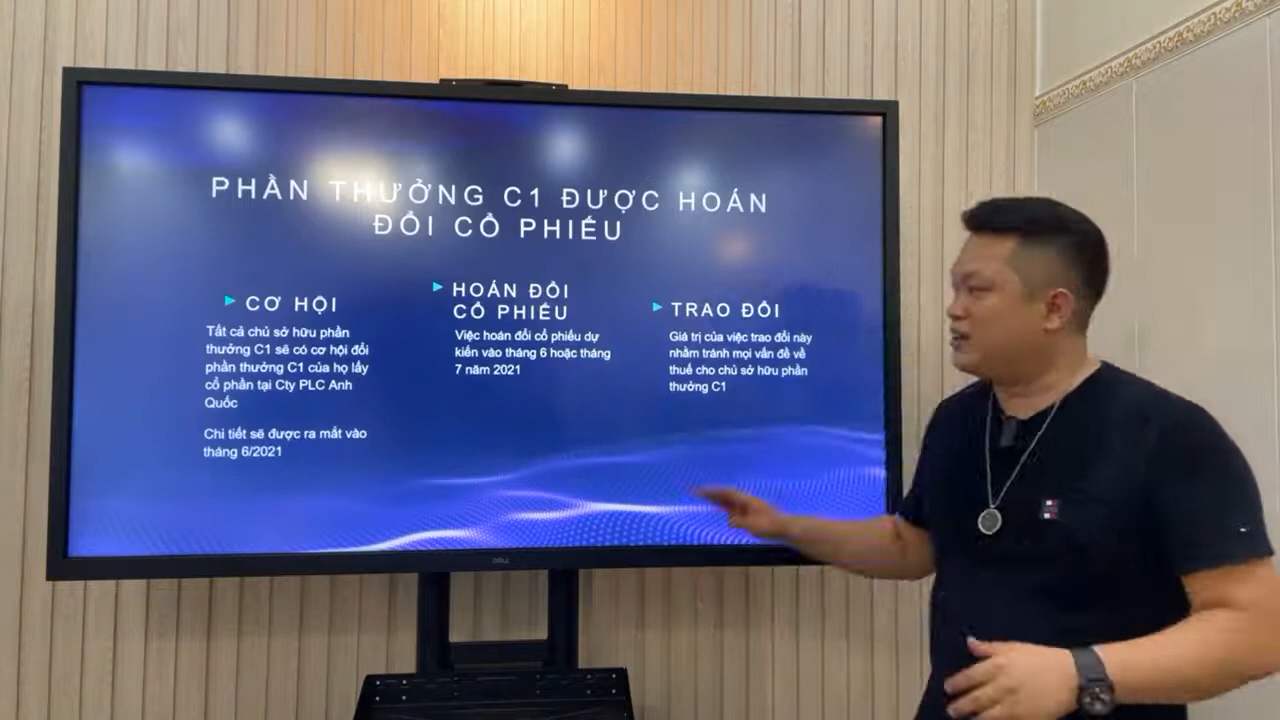 PHẦN THƯỞNG C1 ĐƯỢC HOÁN
ĐỔI CỔ PHIẾU
CƠ HỘI
Tất cả chủ sở hữu phần
thưởng C1 sẽ có cơ hội đổi
phần thưởng C1 của họ lấy
cổ phần tại Cty PLC Anh
Quốc
Chi tiết sẽ được ra mắt vào
tháng 6/2021
HOÁN ĐỔI
CỔ PHIẾU
Việc hoán đổi cổ phiếu dự
kiến vào tháng 6 hoặc tháng
7 năm 2021
TRAO ĐỔI
Giá trị của việc trao đổi này
nhằm tránh mọi vấn đề về
thuế cho chủ sở hữu phần
thưởng C1
DELL